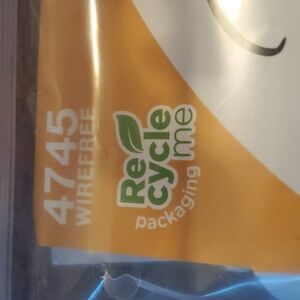 4745
WIREFREE
Re
cycle
me
packaging